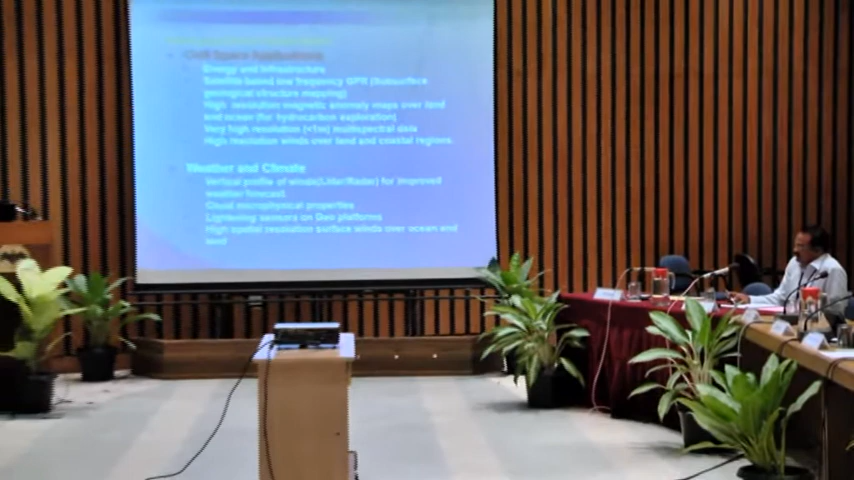 Civil Space Applications
Energy and Infrastructure
Satellite based low frequency GPR (Subsurface
geological structure mapping)
High resolution magnetic anomaly maps over land
and ocean (for hydrocarbon exploration)
Very high resolution (<1m) multispectral data
High resolution winds over land and coastal regions
Weather and Climate
Vertical profile of winds(Lidar/Radar) for improved
weather forecast
Cloud microphysical properties
Lightening sensors on Geo platforms
High spatial resolution surface winds over ocean and
land